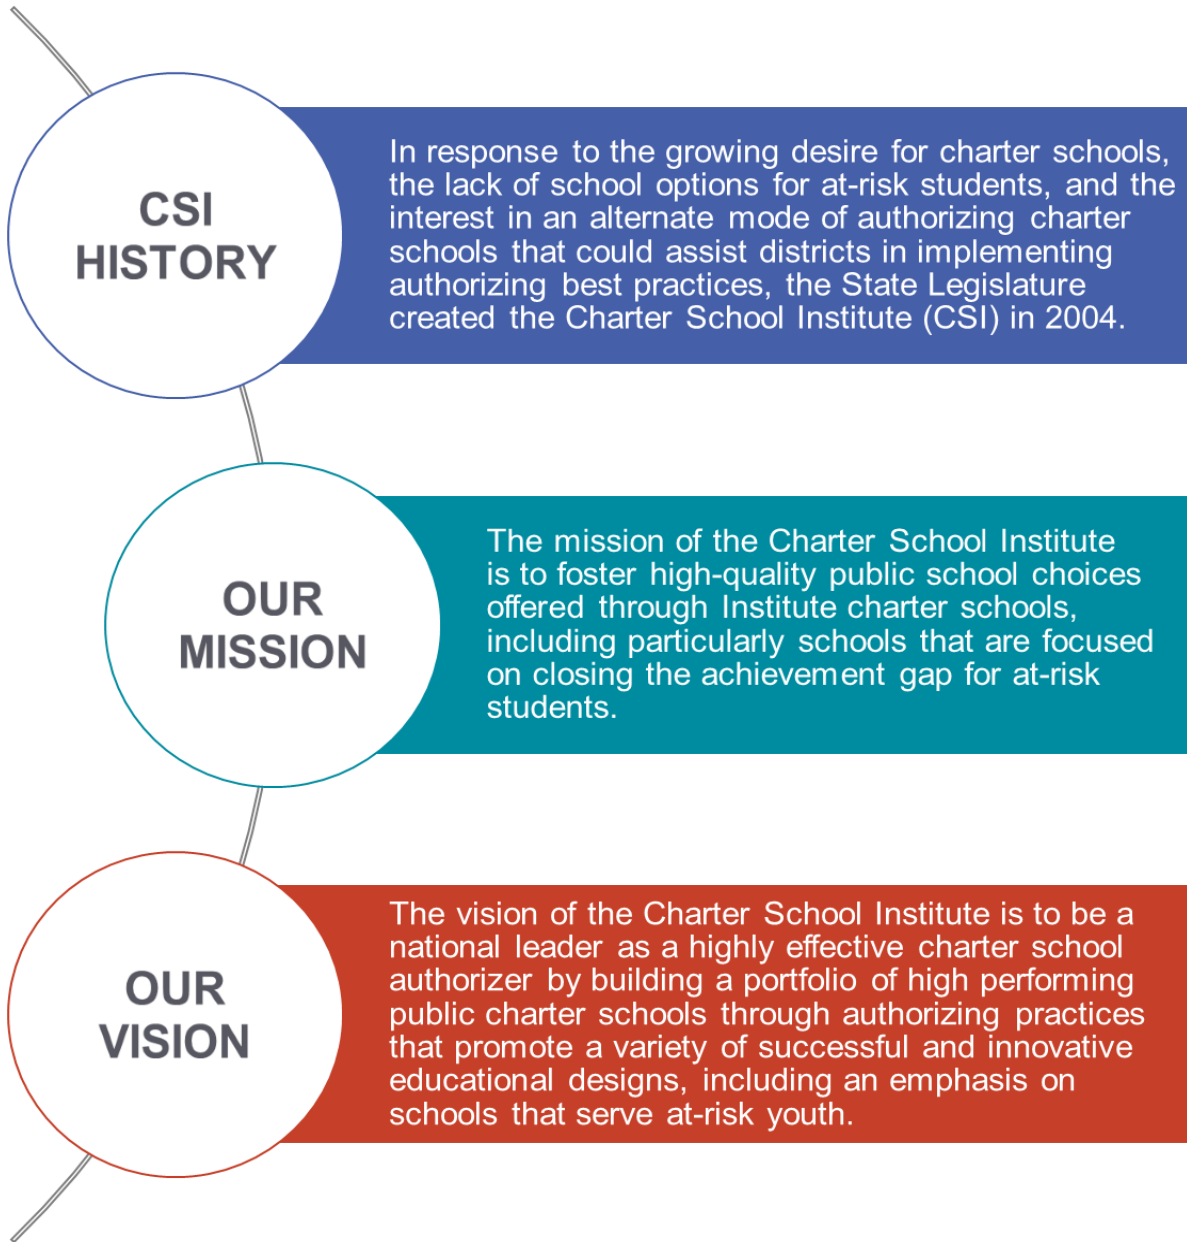 CSI
HISTORY
In response to the growing desire for charter schools,
the lack of school options for at-risk students, and the
interest in an alternate mode of authorizing charter
schools that could assist districts in implementing
authorizing best practices, the State Legislature
created the Charter School Institute (CSI) in 2004.
OUR
MISSION
The mission of the Charter School Institute
is to foster high-quality public school choices
offered through Institute charter schools,
including particularly schools that are focused
on closing the achievement gap for at-risk
students.
OUR
VISION
The vision of the Charter School Institute is to be a
national leader as a highly effective charter school
authorizer by building a portfolio of high performing
public charter schools through authorizing practices
that promote a variety of successful and innovative
educational designs, including an emphasis on
schools that serve at-risk youth.